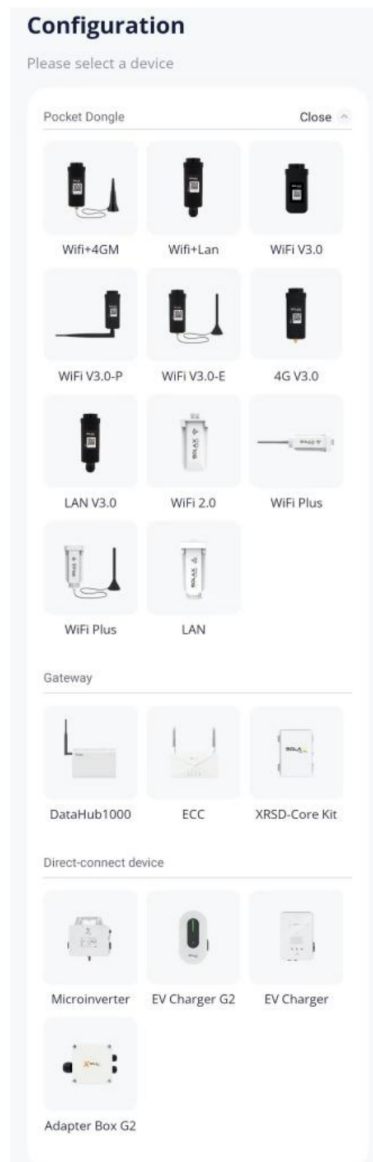 Configuration
Please select a device
Pocket Dongle Close
Wifi+4GM Wifi+Lan WiFi V3.0
WiFi V3.0-P WiFi V3.0-E 4G V3.0
LAN V3.0 WiFi 2.0 WiFi Plus
WiFi Plus LAN
Gateway
DataHub1000 ECC XRSD-Core Kit
Direct-connect device
Microinverter EV Charger G2 EV Charger
Adapter Box G2